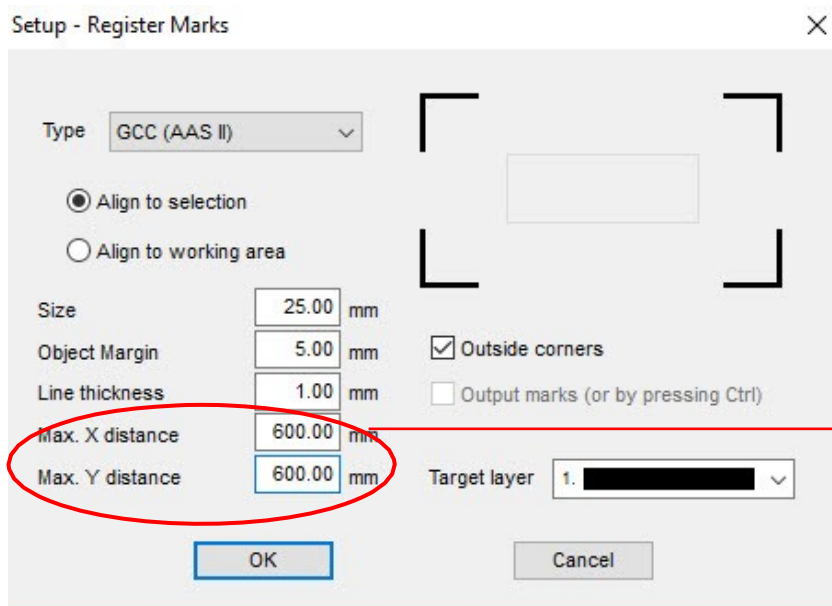 Setup - Register Marks
Type GCC (AAS II)
Align to selection
Align to working area
Size 25.00 mm
Object Margin 5.00 mm
Line thickness 1.00 mm
Max. X distance 600.00 mm
Max. Y distance 600.00 mm
Outside corners
Output marks (or by pressing Ctrl)
Target layer 1.
OK Cancel